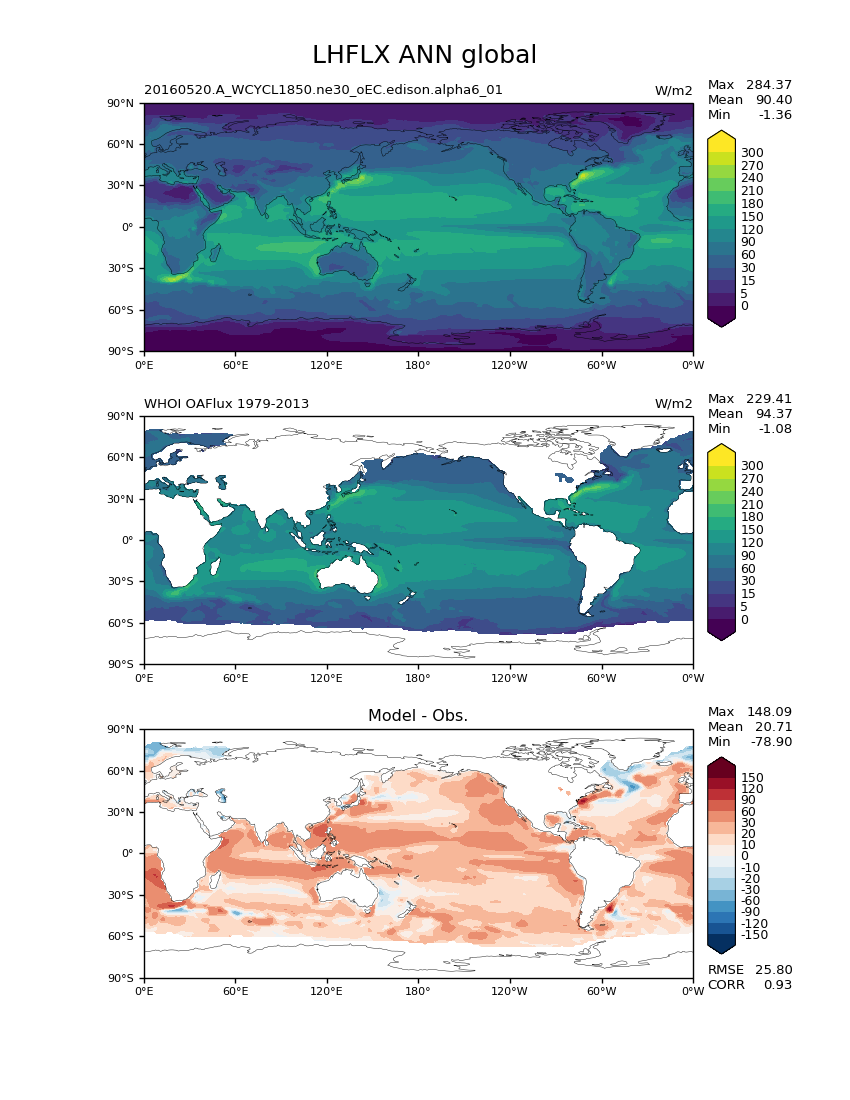 LHFLX ANN global
20160520.A_WCYCL1850.ne30_oEC.edison.alpha6_01 W/m2
Max 284.37
Mean 90.40
Min -1.36
90°N
60°N
30°N
0°
30°S
60°S
90°S
0°E 60°E 120°E 180° 120°W 60°W 0°W
300
270
240
210
180
150
120
90
60
30
15
5
0
WHOI OAFlux 1979-2013 W/m2
Max 229.41
Mean 94.37
Min -1.08
90°N
60°N
30°N
0°
30°S
60°S
90°S
0°E 60°E 120°E 180° 120°W 60°W 0°W
300
270
240
210
180
150
120
90
60
30
15
5
0
Model - Obs.
Max 148.09
Mean 20.71
Min -78.90
90°N
60°N
30°N
0°
30°S
60°S
90°S
0°E 60°E 120°E 180° 120°W 60°W 0°W
150
120
90
60
30
20
10
0
-10
-20
-30
-60
-90
-120
-150
RMSE 25.80
CORR 0.93